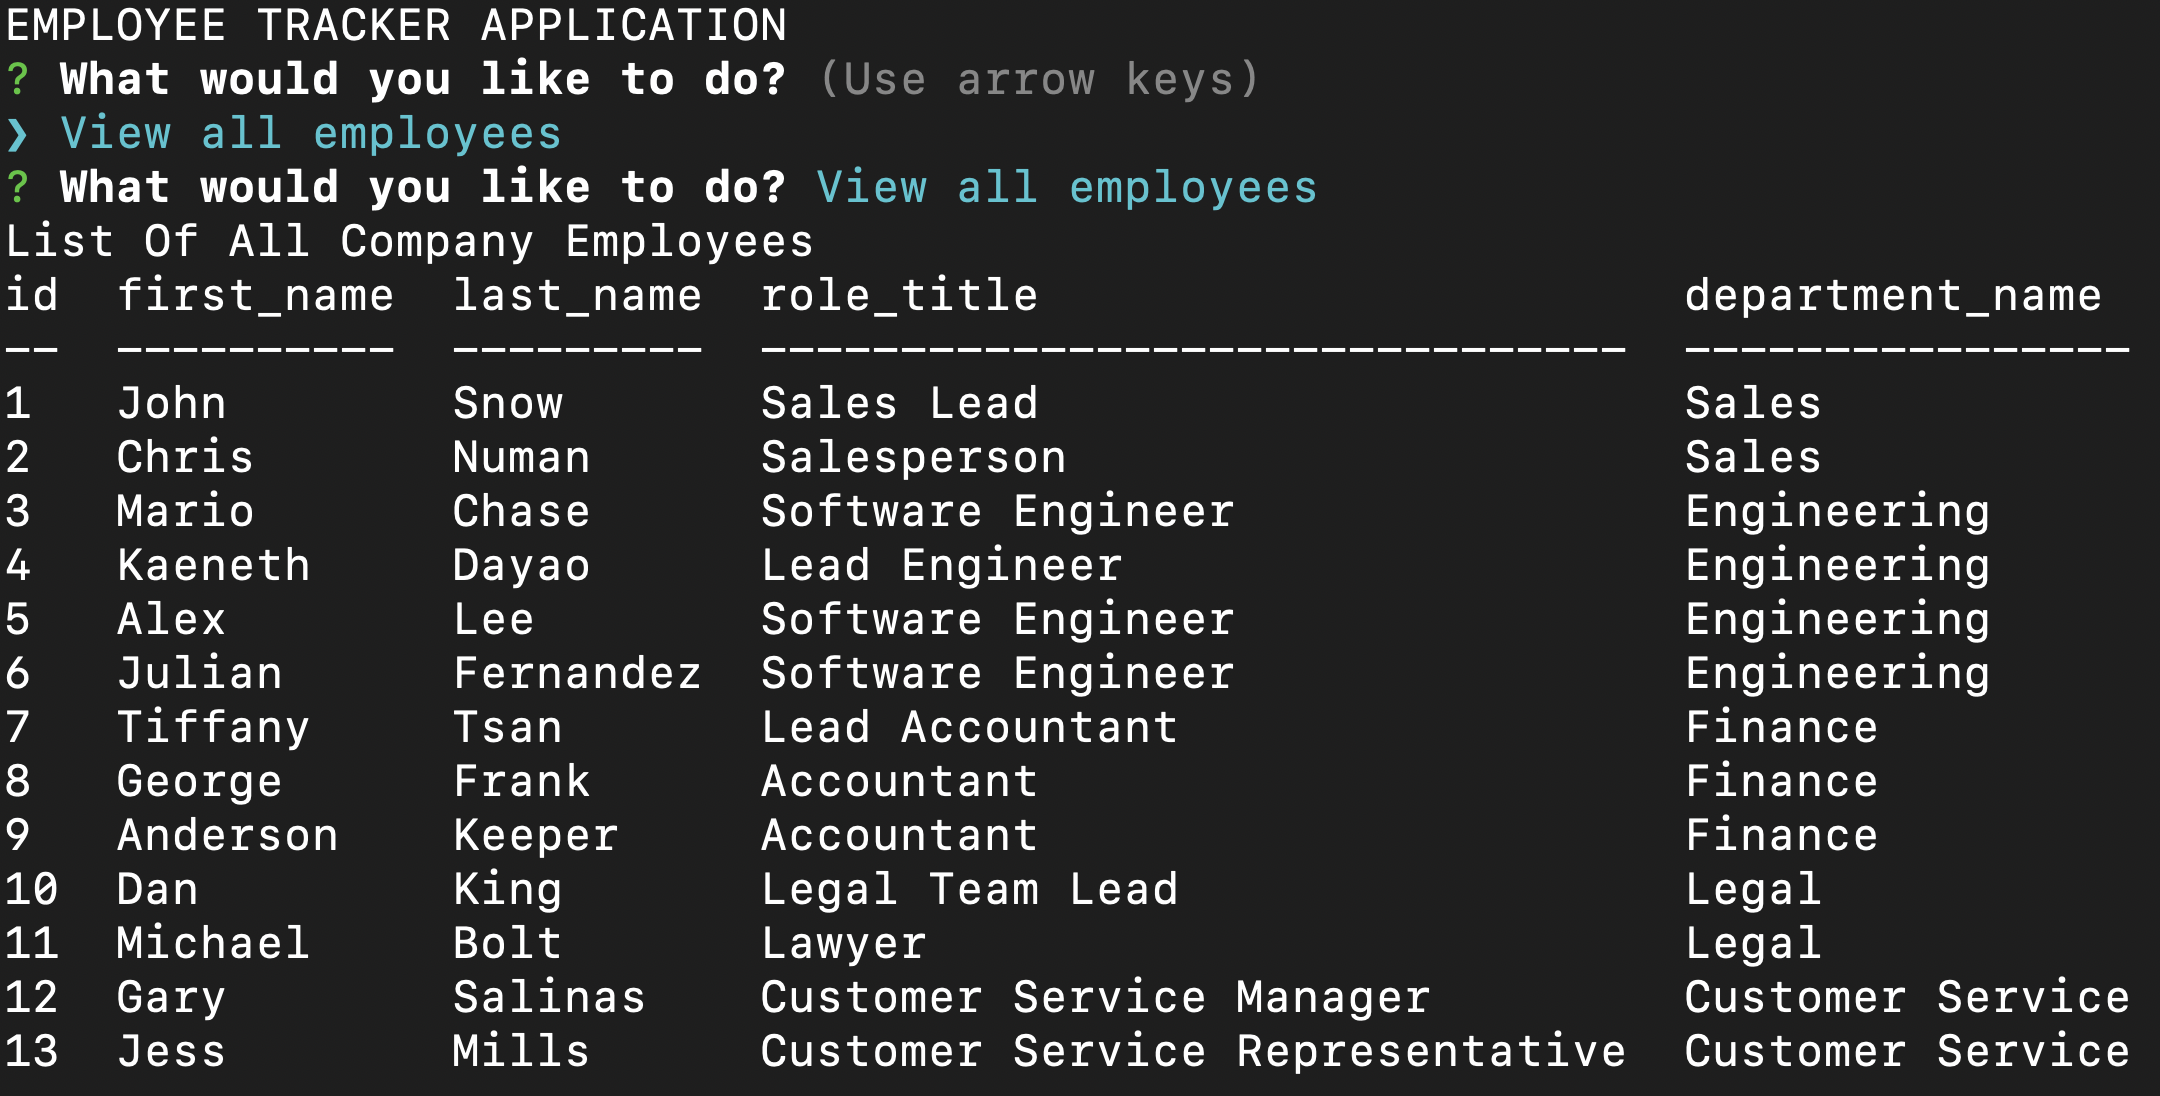 EMPLOYEE TRACKER APPLICATION
? What would you like to do? (Use arrow keys)
❯ View all employees
? What would you like to do? View all employees
List Of All Company Employees
id  first_name  last_name  role_title                       department_name
--  ----------  ---------  -------------------------------  ----------------
1   John        Snow       Sales Lead                       Sales
2   Chris       Numan      Salesperson                      Sales
3   Mario       Chase      Software Engineer                Engineering
4   Kaeneth     Dayao      Lead Engineer                    Engineering
5   Alex        Lee        Software Engineer                Engineering
6   Julian      Fernandez  Software Engineer                Engineering
7   Tiffany     Tsan       Lead Accountant                  Finance
8   George      Frank      Accountant                       Finance
9   Anderson    Keeper     Accountant                       Finance
10  Dan         King       Legal Team Lead                  Legal
11  Michael     Bolt       Lawyer                           Legal
12  Gary        Salinas    Customer Service Manager         Customer Service
13  Jess        Mills      Customer Service Representative  Customer Service